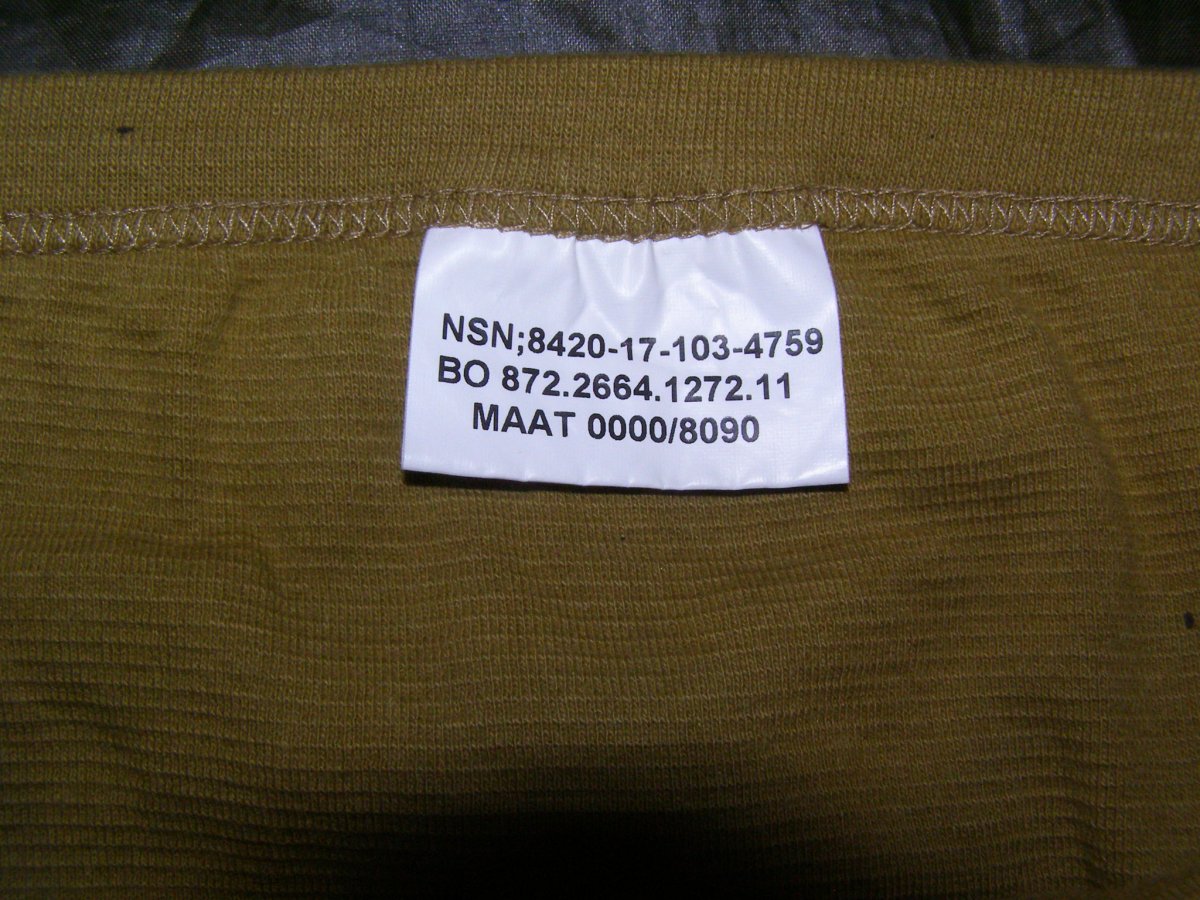 NSN;8420-17-103-4759
BO 872.2664.1272.11
MAAT 0000/8090